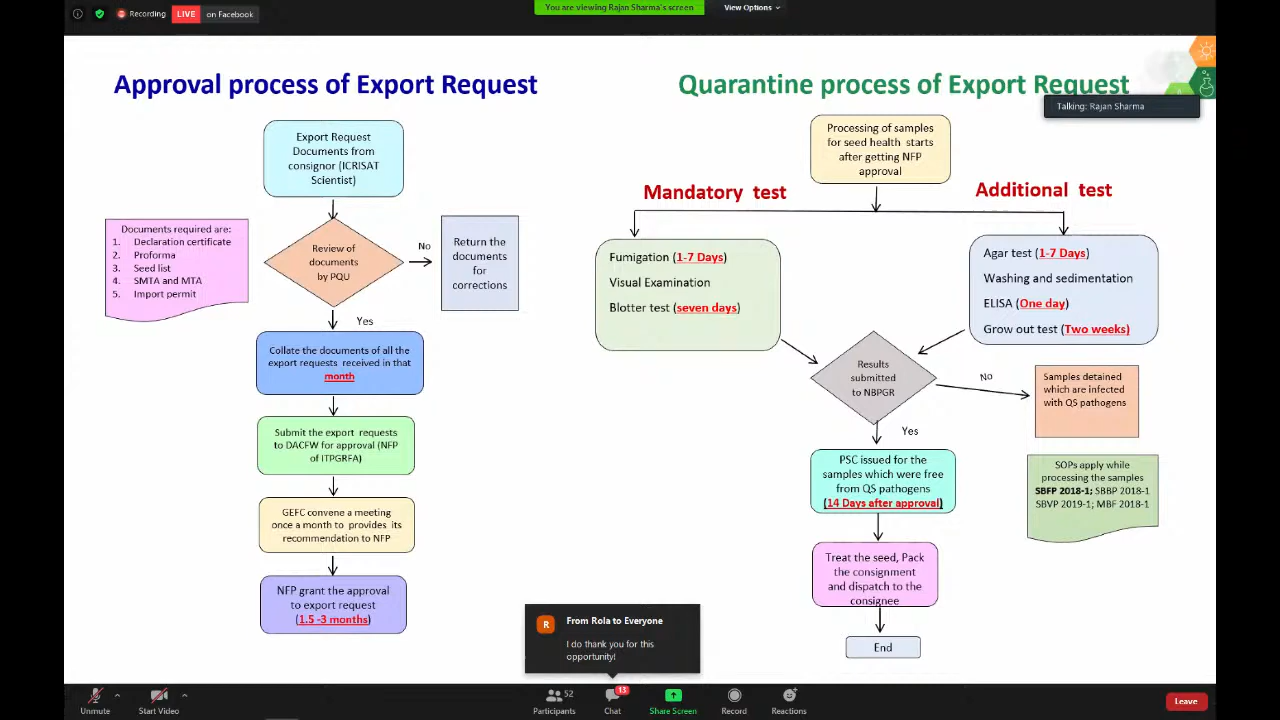 Recording
LIVE
on Facebook
You are viewing Rajan Sharma's screen
View Options
Talking: Rajan Sharma
Approval process of Export Request
Export Request
Documents from
consignor (ICRISAT
Scientist)
Documents required are:
1. Declaration certificate
2. Proforma
3. Seed list
4. SMTA and MTA
5. Import permit
Review of
documents
by PQU
No
Return the
documents
for
corrections
Yes
Collate the documents of all the
export requests received in that
month
Submit the export requests
to DACFW for approval (NFP
of ITPGRFA)
GEFC convene a meeting
once a month to provides its
recommendation to NFP
NFP grant the approval
to export request
(1.5 -3 months)
Quarantine process of Export Request
Processing of samples
for seed health starts
after getting NFP
approval
Mandatory test
Additional test
Fumigation (1-7 Days)
Visual Examination
Blotter test (seven days)
Agar test (1-7 Days)
Washing and sedimentation
ELISA (One day)
Grow out test (Two weeks)
Results
submitted
to NBPGR
No
Samples detained
which are infected
with QS pathogens
Yes
PSC issued for the
samples which were free
from QS pathogens
(14 Days after approval)
SOPs apply while
processing the samples
SBFP 2018-1; SBBP 2018-1
SBVP 2019-1; MBF 2018-1
Treat the seed, Pack
the consignment
and dispatch to the
consignee
End
R
From Rola to Everyone
I do thank you for this
opportunity!
Unmute
Start Video
52
Participants
13
Chat
Share Screen
Record
Reactions
Leave